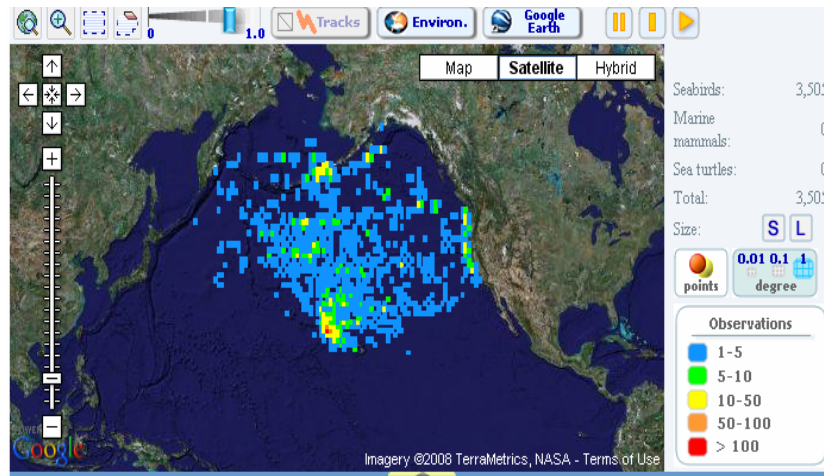 0
1.0
Tracks
Environ.
Google
Earth
Map
Satellite
Hybrid
Seabirds:
Marine
mammals:
Sea turtles:
Total:
Size:
S
L
points
0.01 0.1 1
degree
Observations
1-5
5-10
10-50
50-100
> 100
POWERED
Google
Imagery ©2008 TerraMetrics, NASA - Terms of Use